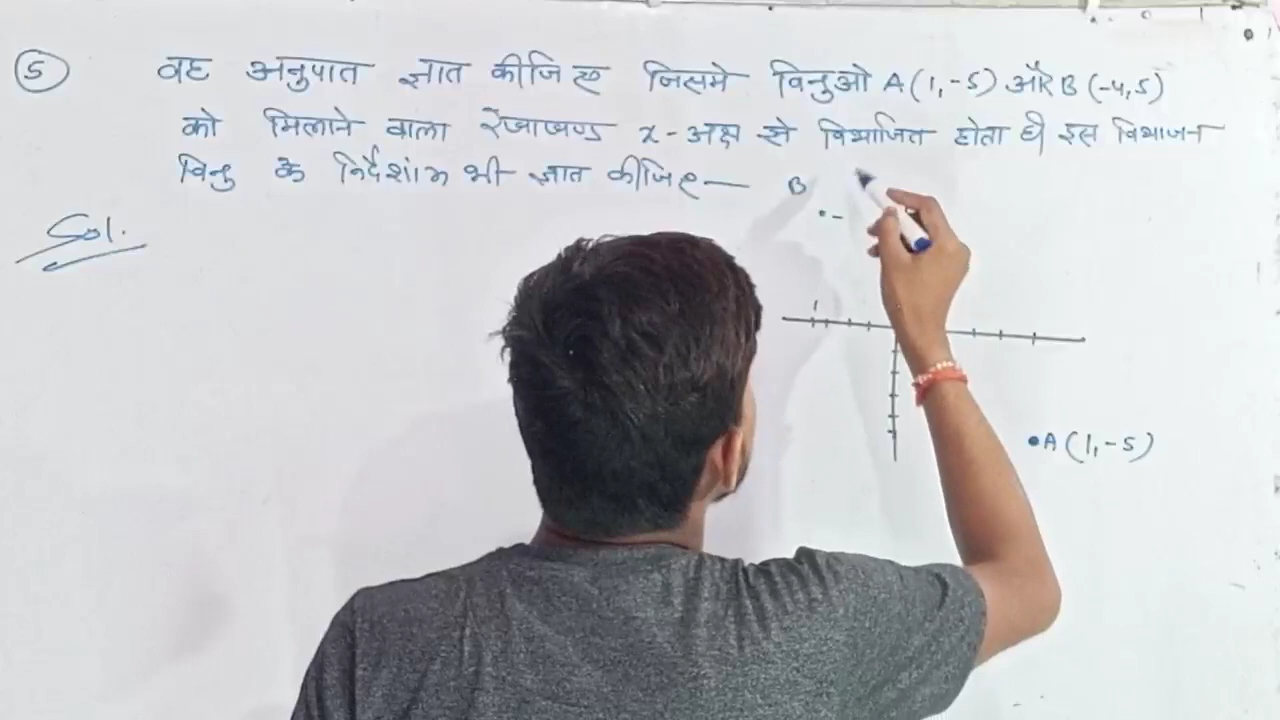 5 वह अनुपात ज्ञात कीजिए जिसमे विन्दुओ A(1,-5) और B(-4,5)
को मिलाने वाला रेखाखण्ड x-अक्ष से विभाजित होता है इस विभाजन
विन्दु के निर्देशांक भी ज्ञात कीजिए—
Sol.
B
A(1,-5)